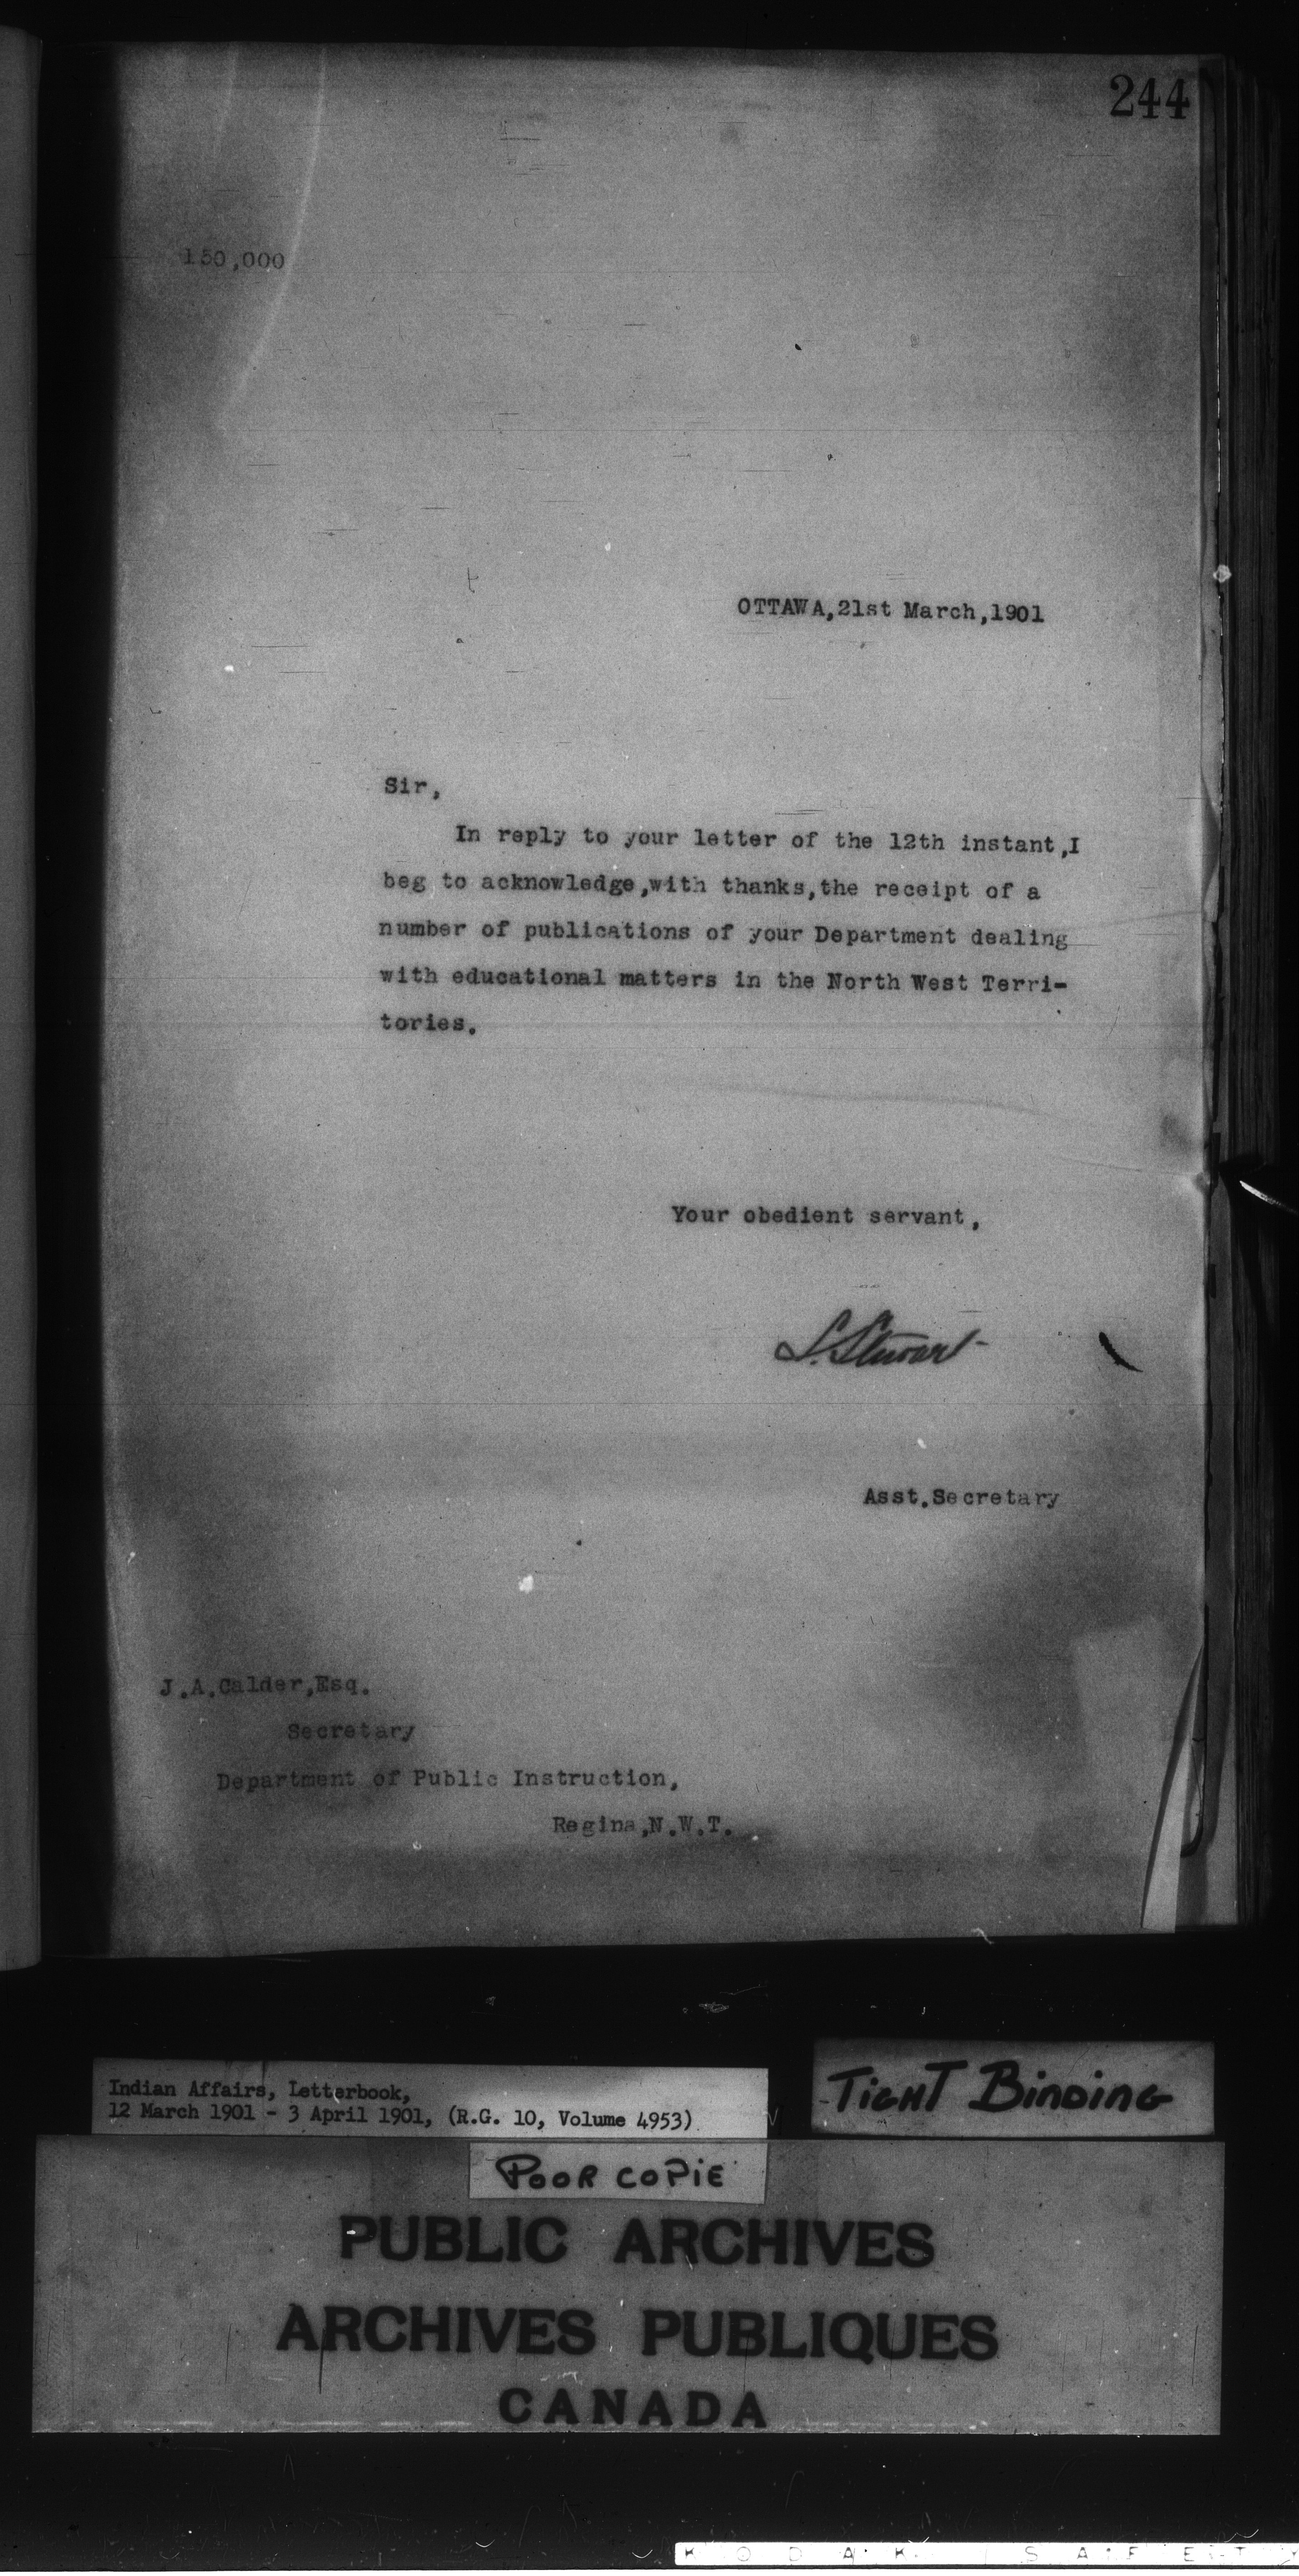 244
150,000
OTTAWA,21st March,1901
Sir,
In reply to your letter of the 12th instant,I
beg to acknowledge,with thanks,the receipt of a
number of publications of your Department dealing
with educational matters in the North West Terri-
tories.
Your obedient servant,
S. Stewart
Asst.Secretary
J.A.Calder,Esq.
Secretary
Department of Public Instruction,
Regina,N.W.T.
Indian Affairs, Letterbook,
12 March 1901 - 3 April 1901, (R.G. 10, Volume 4953)
TIGHT BINDING
POOR COPIE
PUBLIC ARCHIVES
ARCHIVES PUBLIQUES
CANADA
KODAK SAFETY